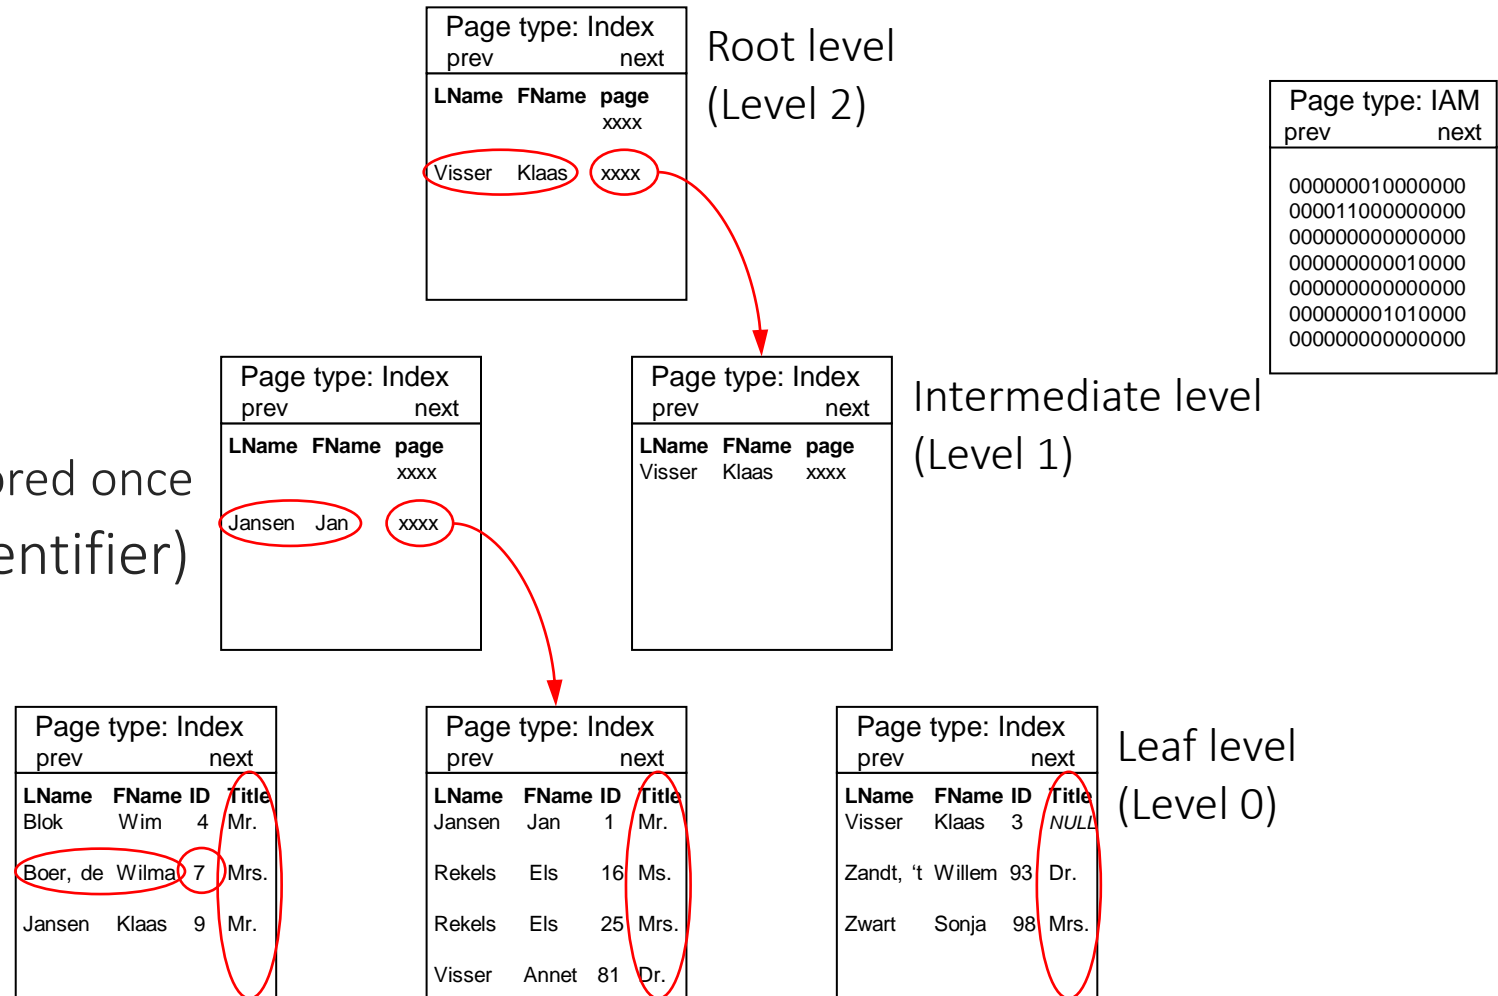 Page type: Index
prev next
LName FName page
xxxx
Visser Klaas xxxx
Root level
(Level 2)
Page type: IAM
prev next
000000010000000
000011000000000
000000000000000
000000000010000
000000000000000
000000001010000
000000000000000
ored once
entifier)
Page type: Index
prev next
LName FName page
xxxx
Jansen Jan xxxx
Page type: Index
prev next
LName FName page
Visser Klaas xxxx
Intermediate level
(Level 1)
Page type: Index
prev next
LName FName ID Title
Blok Wim 4 Mr.
Boer, de Wilma 7 Mrs.
Jansen Klaas 9 Mr.
Page type: Index
prev next
LName FName ID Title
Jansen Jan 1 Mr.
Rekels Els 16 Ms.
Rekels Els 25 Mrs.
Visser Annet 81 Dr.
Page type: Index
prev next
LName FName ID Title
Visser Klaas 3 NULL
Zandt, ‘t Willem 93 Dr.
Zwart Sonja 98 Mrs.
Leaf level
(Level 0)